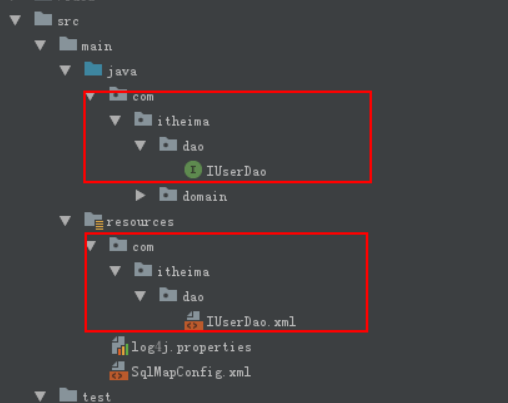 src
main
java
com
itheima
dao
I IUserDao
domain
resources
com
itheima
dao
IUserDao.xml
log4j.properties
SqlMapConfig.xml
test